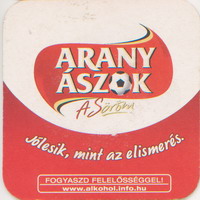 ARANY
ÁSZOK
A Söröm
Jólesik, mint az elismerés.
FOGYASZD FELELŐSSÉGGEL!
www.alkohol.info.hu